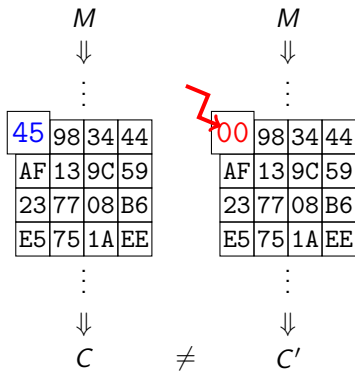 M M
⇓ ⇓
⋮ ⋮
45 98 34 44 00 98 34 44
AF 13 9C 59 AF 13 9C 59
23 77 08 B6 23 77 08 B6
E5 75 1A EE E5 75 1A EE
⋮ ⋮
⇓ ⇓
C ≠ C′